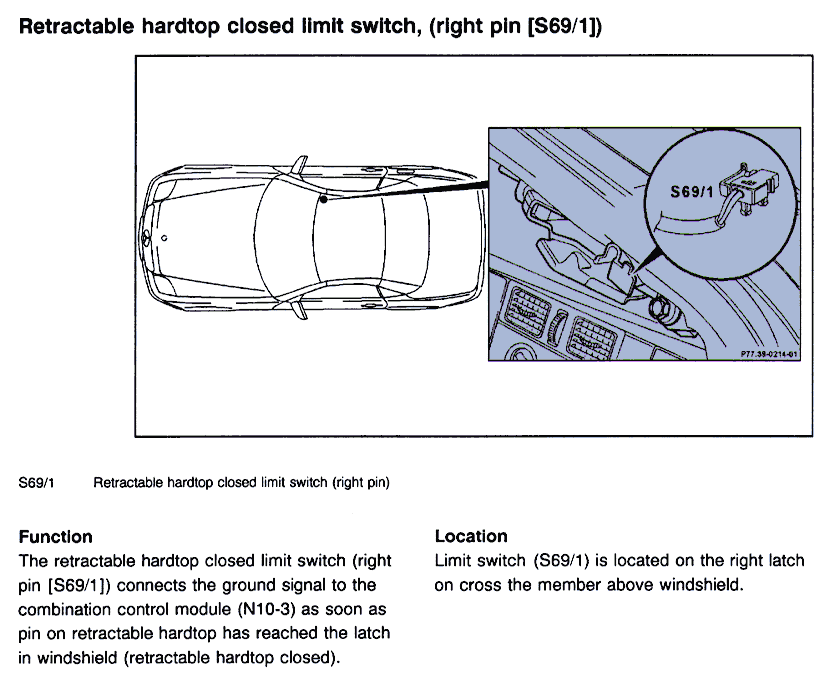 Retractable hardtop closed limit switch, (right pin [S69/1])
S69/1
P77.39-0214-01
S69/1 Retractable hardtop closed limit switch (right pin)
Function
The retractable hardtop closed limit switch (right
pin [S69/1]) connects the ground signal to the
combination control module (N10-3) as soon as
pin on retractable hardtop has reached the latch
in windshield (retractable hardtop closed).
Location
Limit switch (S69/1) is located on the right latch
on cross the member above windshield.